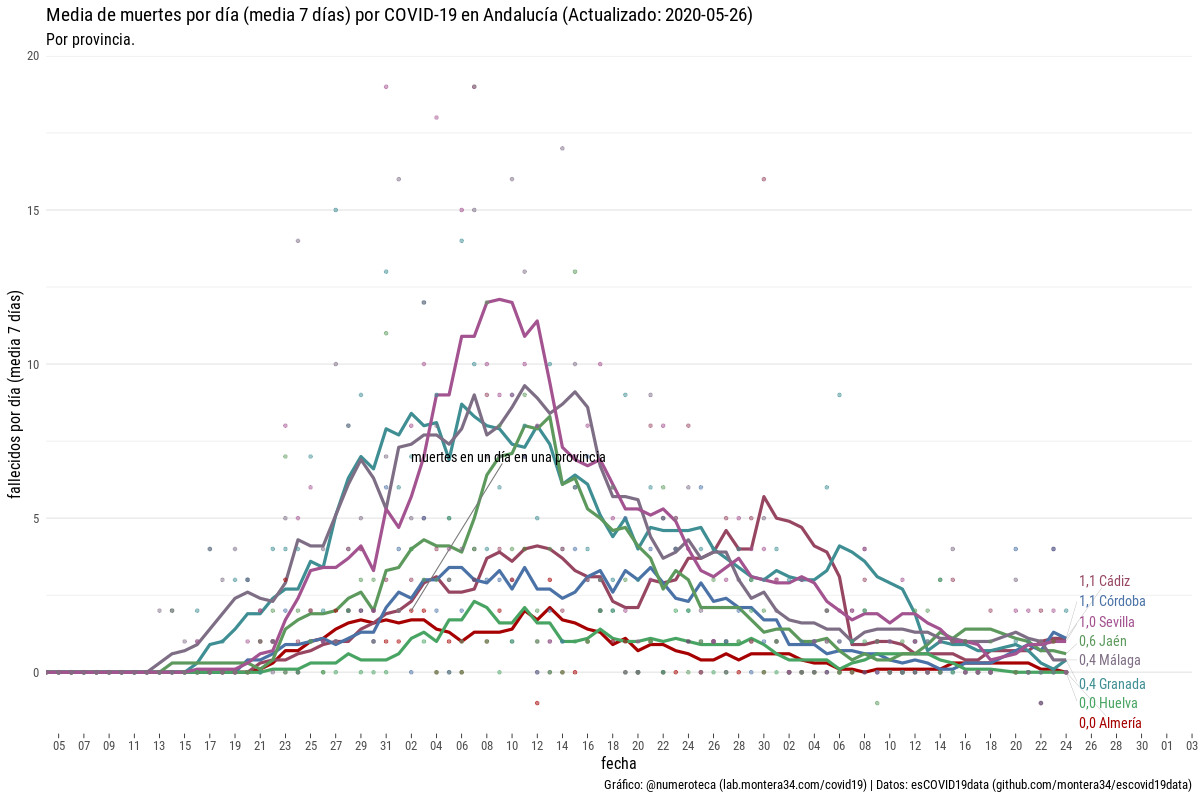 Media de muertes por día (media 7 días) por COVID-19 en Andalucía (Actualizado: 2020-05-26)
Por provincia.
20
15
10
5
0
fallecidos por día (media 7 días)
muertes en un día en una provincia
1,1 Cádiz
1,1 Córdoba
1,0 Sevilla
0,6 Jaén
0,4 Málaga
0,4 Granada
0,0 Huelva
0,0 Almería
05 07 09 11 13 15 17 19 21 23 25 27 29 31 02 04 06 08 10 12 14 16 18 20 22 24 26 28 30 02 04 06 08 10 12 14 16 18 20 22 24 26 28 30 01 03
fecha
Gráfico: @numeroteca (lab.montera34.com/covid19) | Datos: esCOVID19data (github.com/montera34/escovid19data)